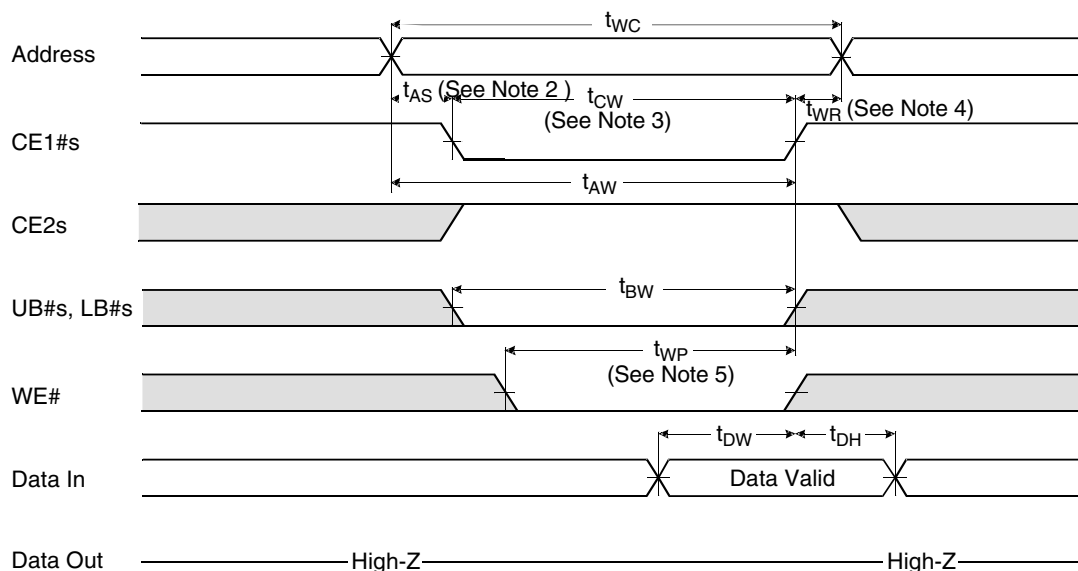 tWC
Address
tAS (See Note 2 )
tCW
(See Note 3)
tWR (See Note 4)
CE1#s
tAW
CE2s
tBW
UB#s, LB#s
tWP
(See Note 5)
WE#
tDW
tDH
Data In
Data Valid
Data Out
High-Z
High-Z